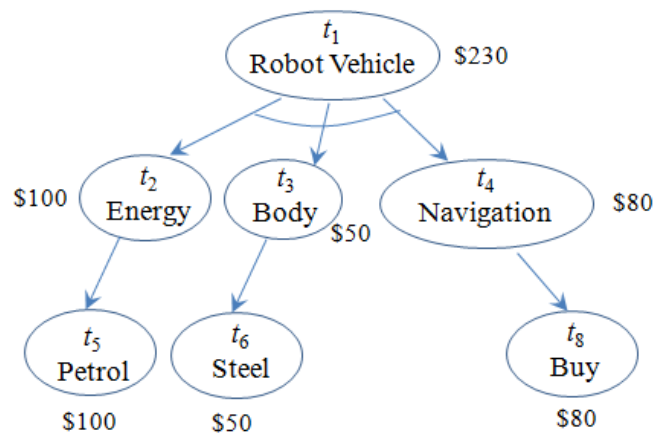 t1
Robot Vehicle
$230
t2
Energy
$100
t3
Body
$50
t4
Navigation
$80
t5
Petrol
$100
t6
Steel
$50
t8
Buy
$80